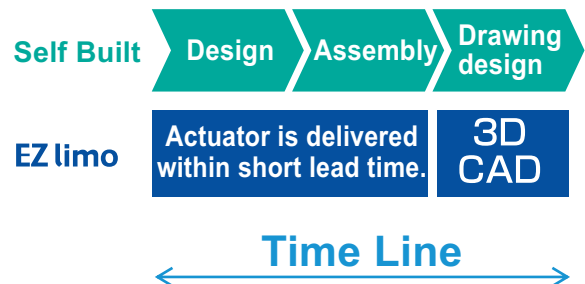 Self Built
Design
Assembly
Drawing
design
EZ limo
Actuator is delivered
within short lead time.
3D
CAD
Time Line